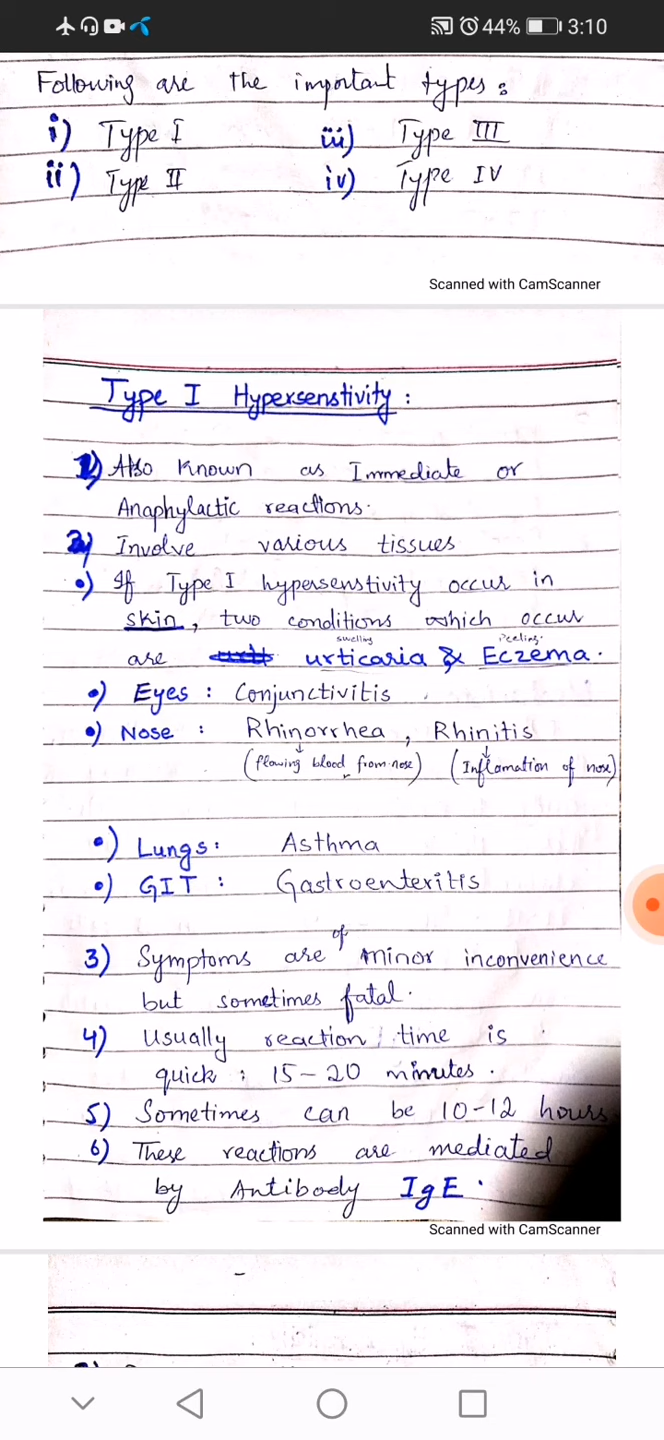 44% 3:10
Following are the important types:
i) Type I iii) Type III
ii) Type II iv) Type IV
Scanned with CamScanner
Type I Hypersenstivity:
1) Also Known as Immediate or
Anaphylactic reactions.
2) Involve various tissues
•) If Type I hypersenstivity occur in
skin, two conditions which occur
swelling Peeling.
are urticaria & Eczema.
•) Eyes: Conjunctivitis
•) Nose: Rhinorrhea, Rhinitis
(flowing blood from nose) (Inflamation of nose)
•) Lungs: Asthma
•) GIT: Gastroenteritis
3) Symptoms are of minor inconvenience
but sometimes fatal.
4) Usually reaction time is
quick: 15-20 minutes.
5) Sometimes can be 10-12 hours
6) These reactions are mediated
by Antibody IgE.
Scanned with CamScanner